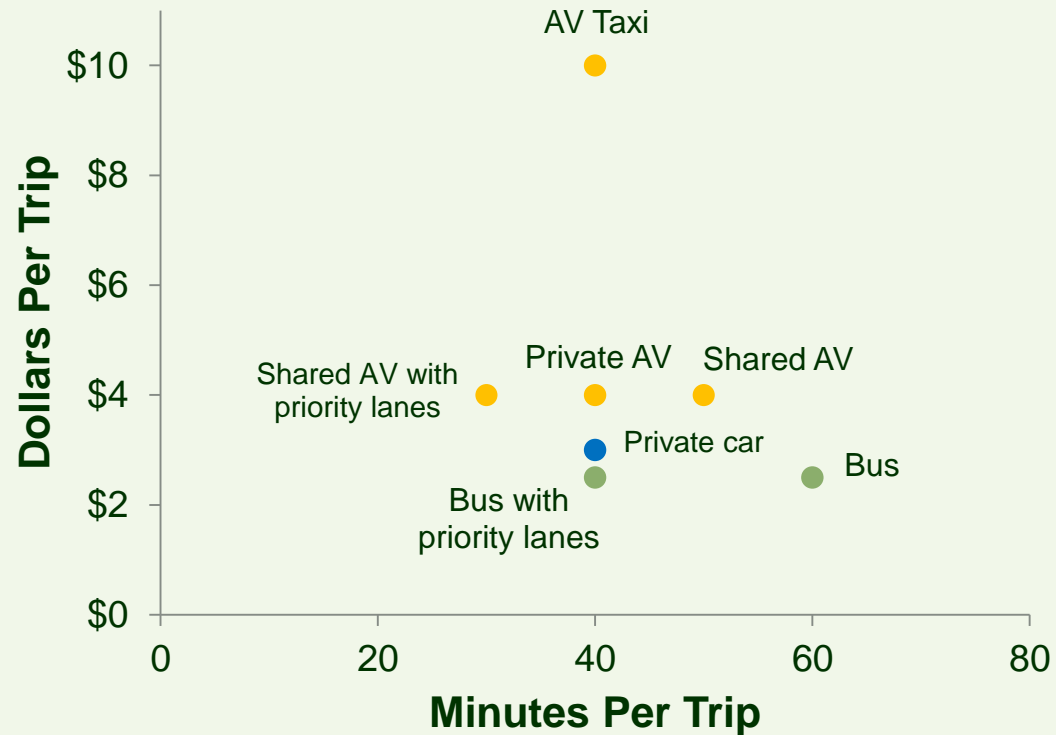 AV Taxi
$10
$8
$6
Dollars Per Trip
Private AV
Shared AV
Shared AV with
priority lanes
$4
Private car
Bus
Bus with
priority lanes
$2
$0
0
20
40
60
80
Minutes Per Trip